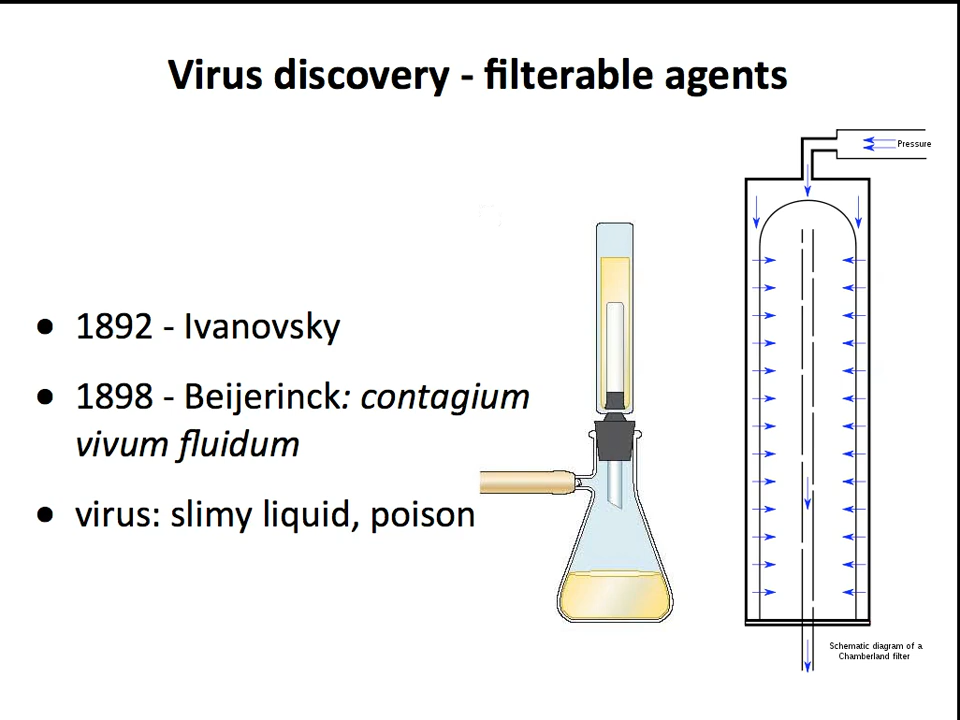 Virus discovery - filterable agents
Pressure
● 1892 - Ivanovsky
● 1898 - Beijerinck: contagium
vivum fluidum
● virus: slimy liquid, poison
Schematic diagram of a
Chamberland filter